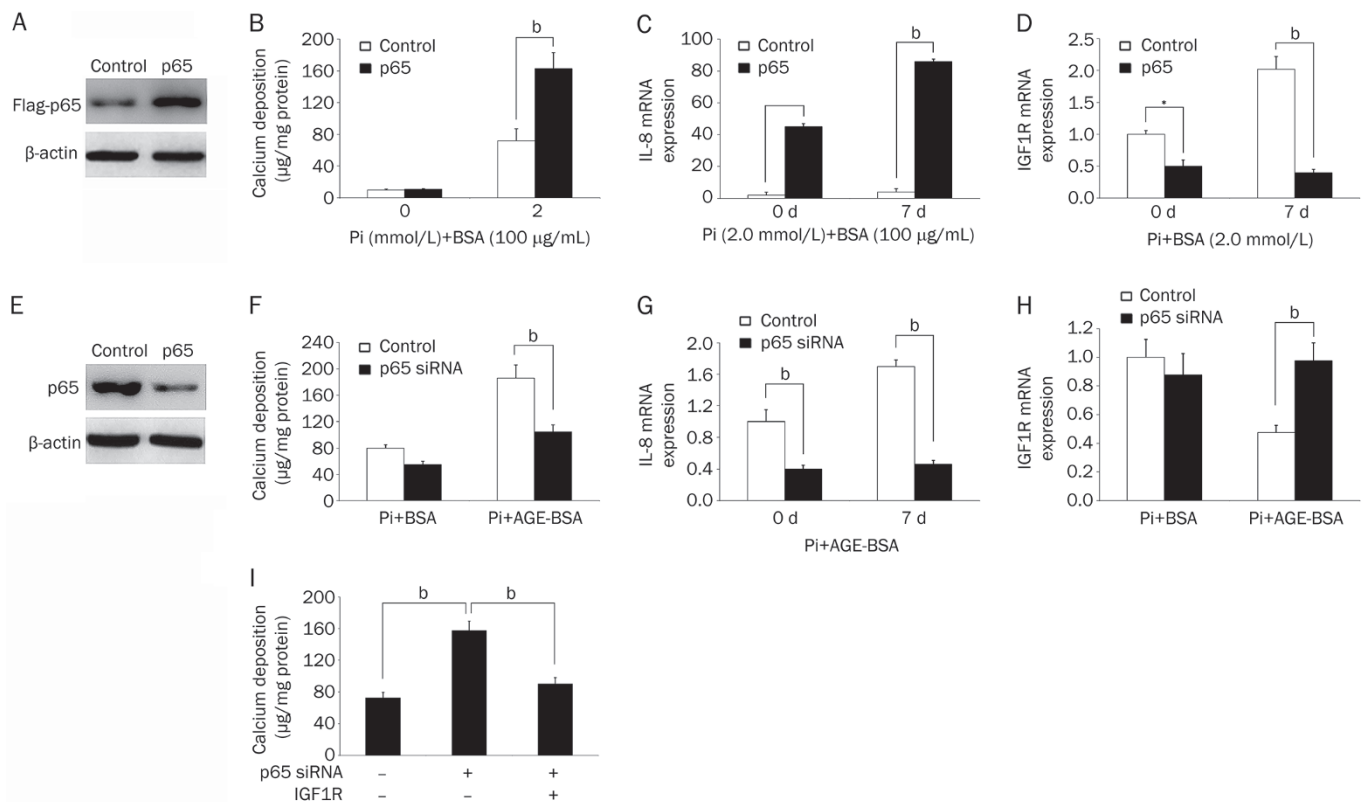 A
Control p65
Flag-p65
β-actin
B
Control
p65
Calcium deposition
(µg/mg protein)
200
160
120
80
40
0
b
0 2
Pi (mmol/L)+BSA (100 µg/mL)
C
Control
p65
IL-8 mRNA
expression
100
80
60
40
20
0
b
0 d 7 d
Pi (2.0 mmol/L)+BSA (100 µg/mL)
D
Control
p65
IGF1R mRNA
expression
2.5
2.0
1.5
1.0
0.5
0.0
*
b
0 d 7 d
Pi+BSA (2.0 mmol/L)
E
Control p65
p65
β-actin
F
Control
p65 siRNA
Calcium deposition
(µg/mg protein)
240
200
160
120
80
40
0
b
Pi+BSA Pi+AGE-BSA
G
Control
p65 siRNA
IL-8 mRNA
expression
2.0
1.6
1.2
0.8
0.4
0.0
b
b
0 d 7 d
Pi+AGE-BSA
H
Control
p65 siRNA
IGF1R mRNA
expression
1.2
1.0
0.8
0.6
0.4
0.2
0.0
b
Pi+BSA Pi+AGE-BSA
I
Calcium deposition
(µg/mg protein)
200
160
120
80
40
0
b b
p65 siRNA – + +
IGF1R – – +